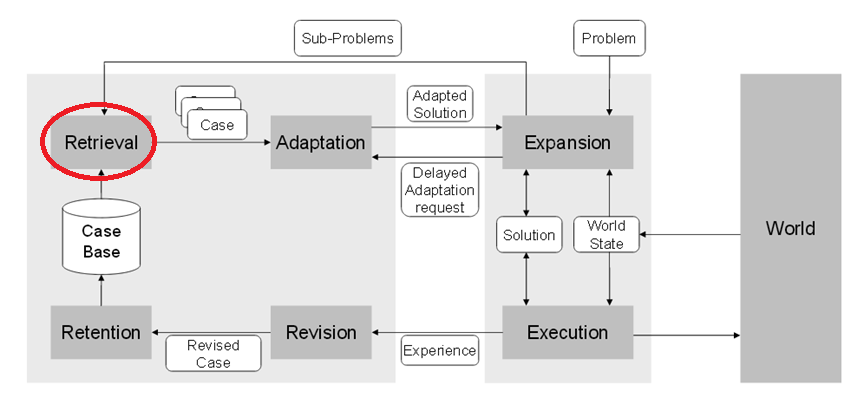 Sub-Problems
Problem
Case
Adapted
Solution
Retrieval
Adaptation
Expansion
Delayed
Adaptation
request
Case
Base
Solution
World
State
World
Retention
Revised
Case
Revision
Experience
Execution